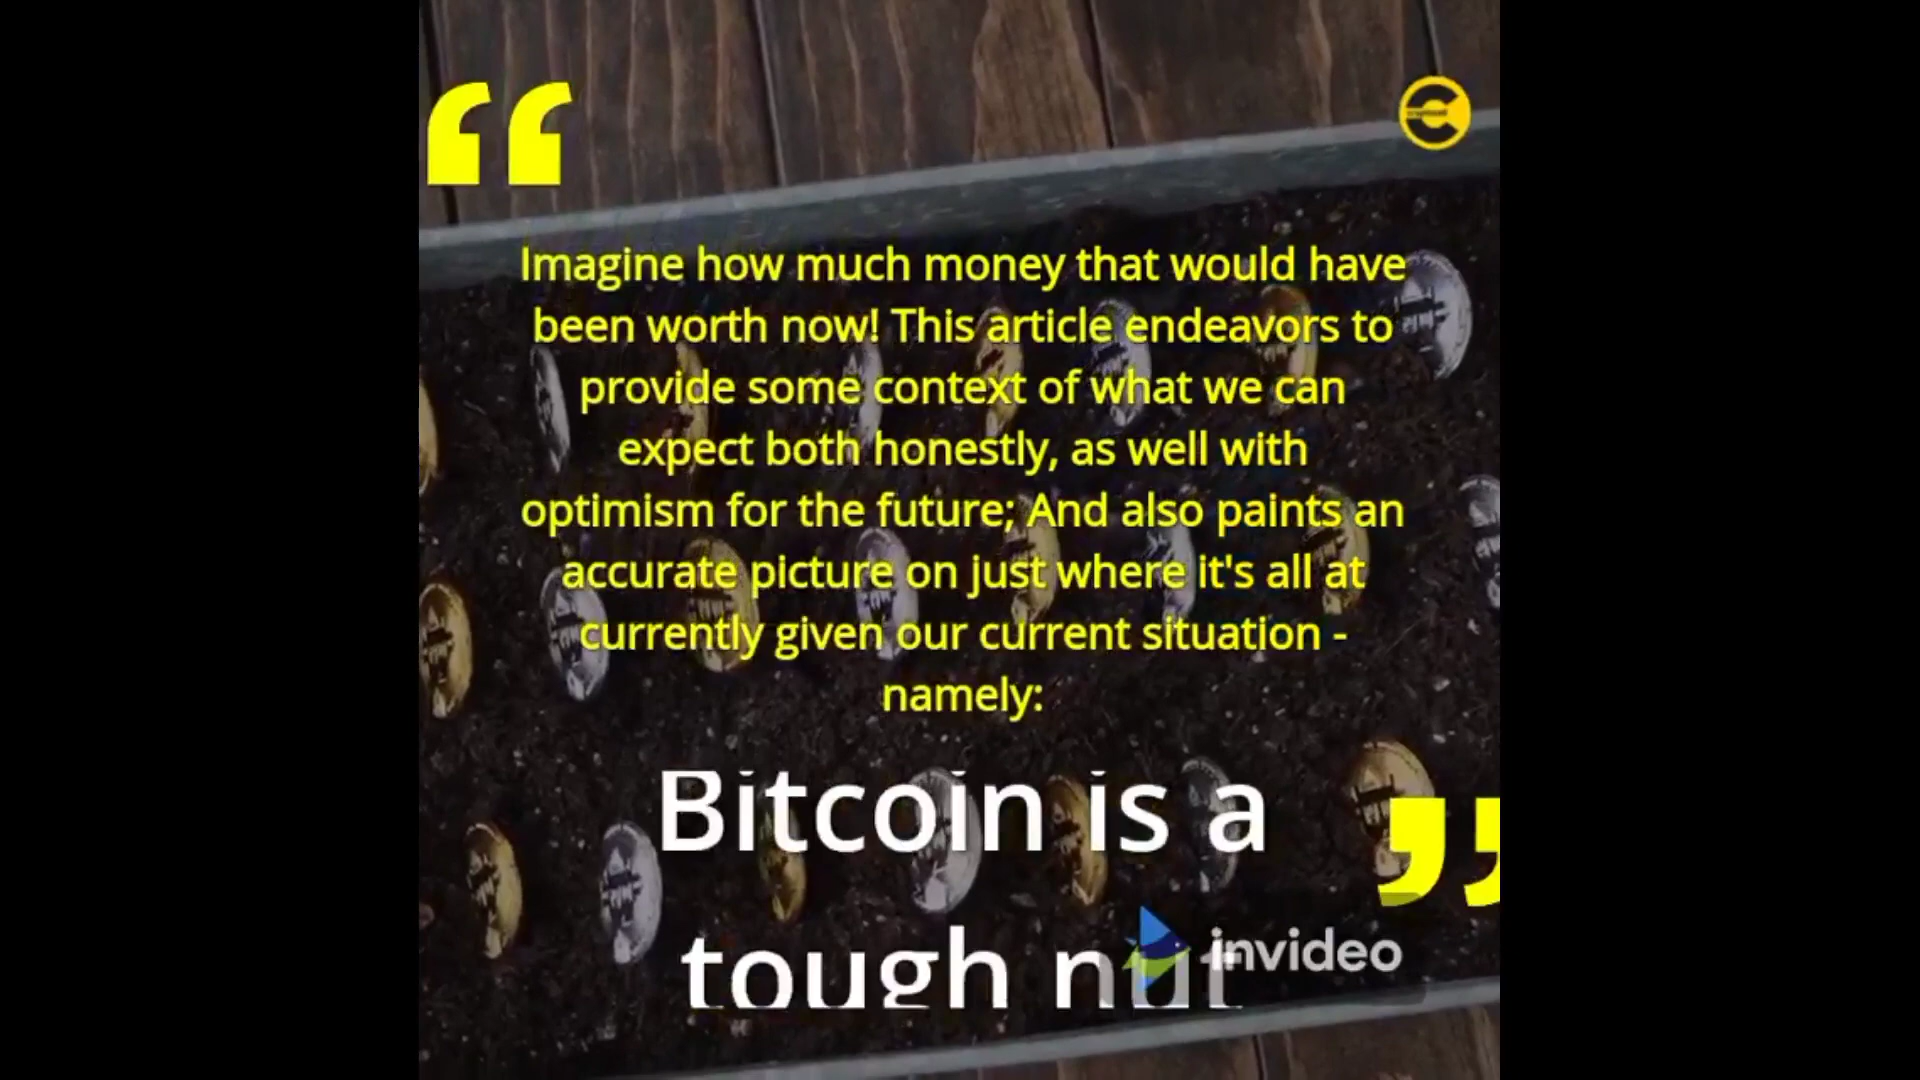 Imagine how much money that would have
been worth now! This article endeavors to
provide some context of what we can
expect both honestly, as well with
optimism for the future; And also paints an
accurate picture on just where it's all at
currently given our current situation -
namely:
Bitcoin is a
tough nut
invideo